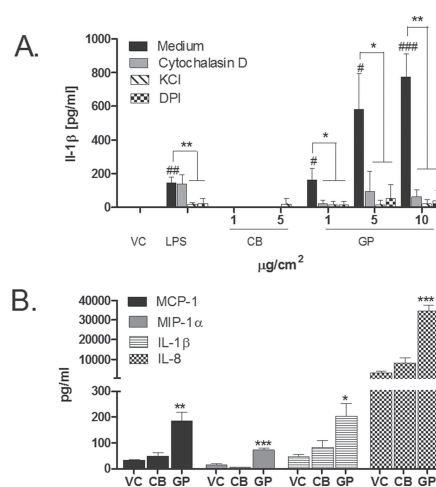 A.
1000
800
600
400
200
0
Il-1β [pg/ml]
Medium
Cytochalasin D
KCl
DPI
##
**
#
*
#
*
###
**
1 5 1 5 10
VC LPS CB GP
μg/cm²
B.
40000
30000
20000
10000
300
200
100
0
pg/ml
MCP-1
MIP-1α
IL-1β
IL-8
**
***
*
***
VC CB GP VC CB GP VC CB GP VC CB GP